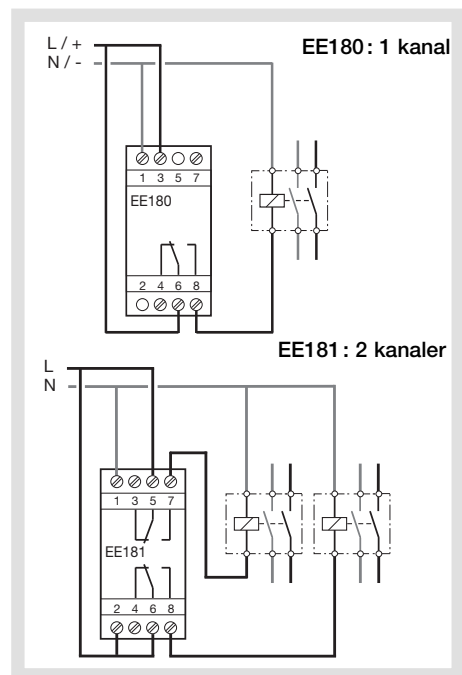 L / +
N / -
EE180: 1 kanal
1 3 5 7
EE180
2 4 6 8
EE181: 2 kanaler
L
N
1 3 5 7
EE181
2 4 6 8